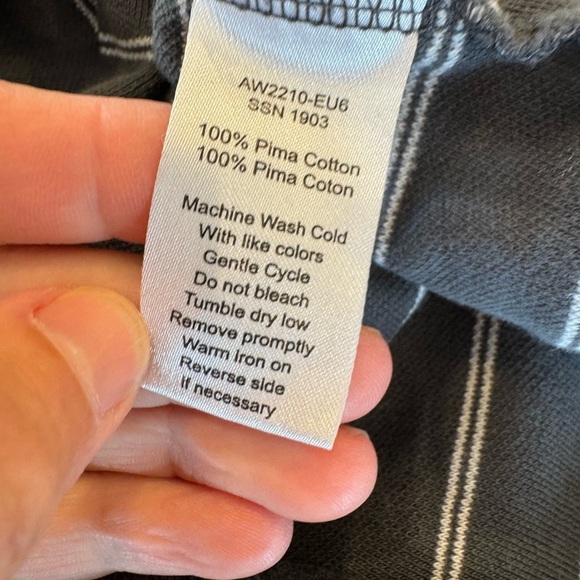 AW2210-EU6
SSN 1903
100% Pima Cotton
100% Pima Coton
Machine Wash Cold
With like colors
Gentle Cycle
Do not bleach
Tumble dry low
Remove promptly
Warm Iron on
Reverse side
if necessary